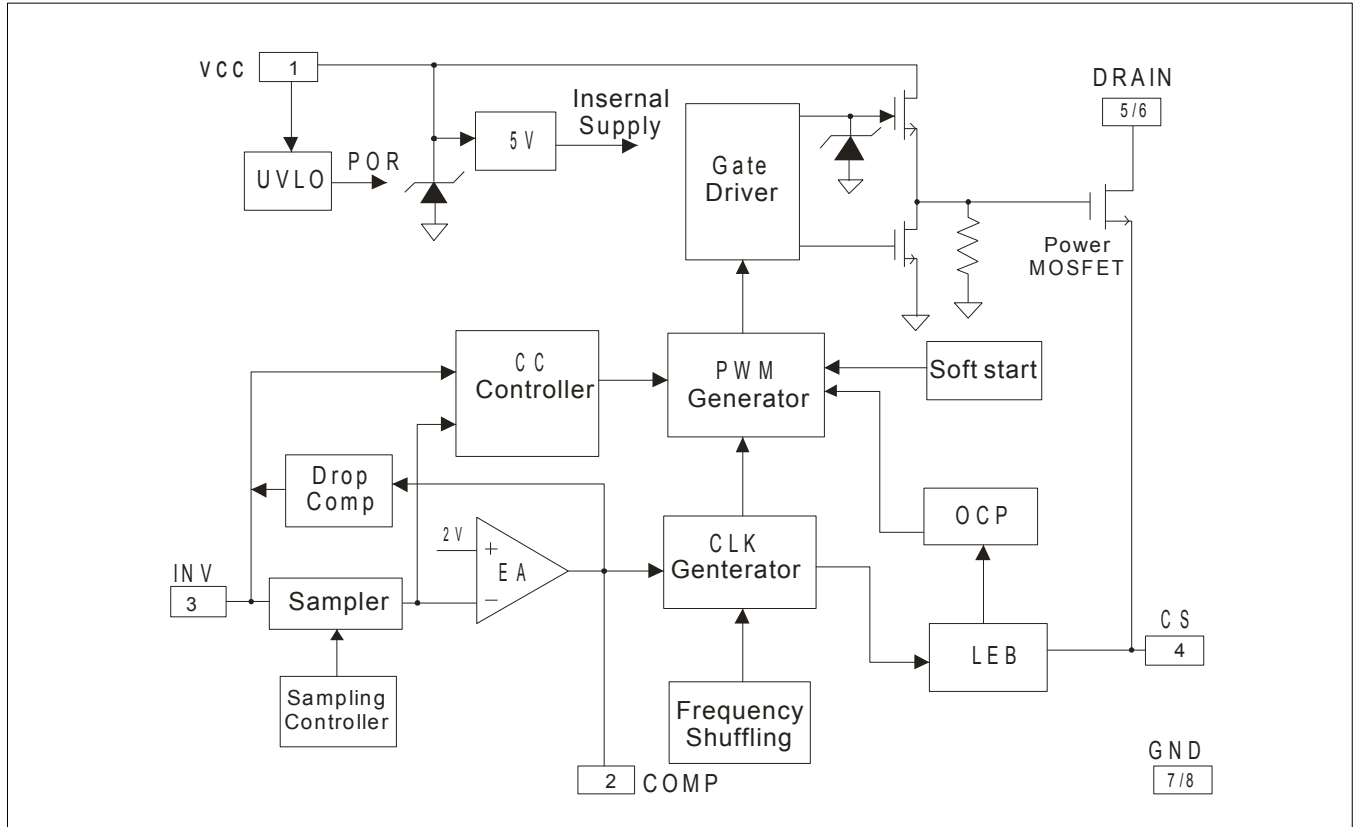 VCC
1
DRAIN
5/6
Insernal
Supply
5V
Gate
Driver
POR
UVLO
Power
MOSFET
CC
Controller
PWM
Generator
Soft start
Drop
Comp
OCP
2V
+
EA
−
CLK
Genterator
INV
3
Sampler
CS
4
LEB
Sampling
Controller
Frequency
Shuffling
GND
7/8
2
COMP